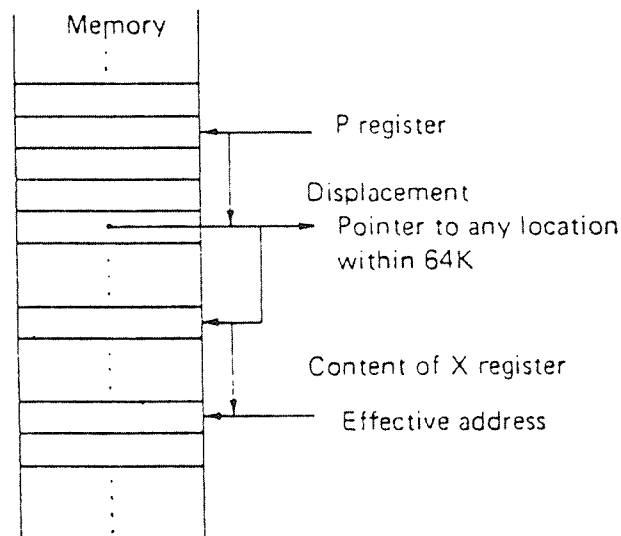 Memory
P register
Displacement
Pointer to any location
within 64K
Content of X register
Effective address